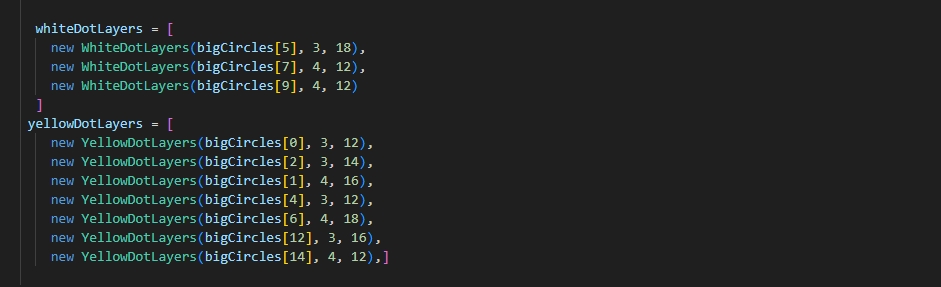 whiteDotLayers = [
new WhiteDotLayers(bigCircles[5], 3, 18),
new WhiteDotLayers(bigCircles[7], 4, 12),
new WhiteDotLayers(bigCircles[9], 4, 12)
]
yellowDotLayers = [
new YellowDotLayers(bigCircles[0], 3, 12),
new YellowDotLayers(bigCircles[2], 3, 14),
new YellowDotLayers(bigCircles[1], 4, 16),
new YellowDotLayers(bigCircles[4], 3, 12),
new YellowDotLayers(bigCircles[6], 4, 18),
new YellowDotLayers(bigCircles[12], 3, 16),
new YellowDotLayers(bigCircles[14], 4, 12),]